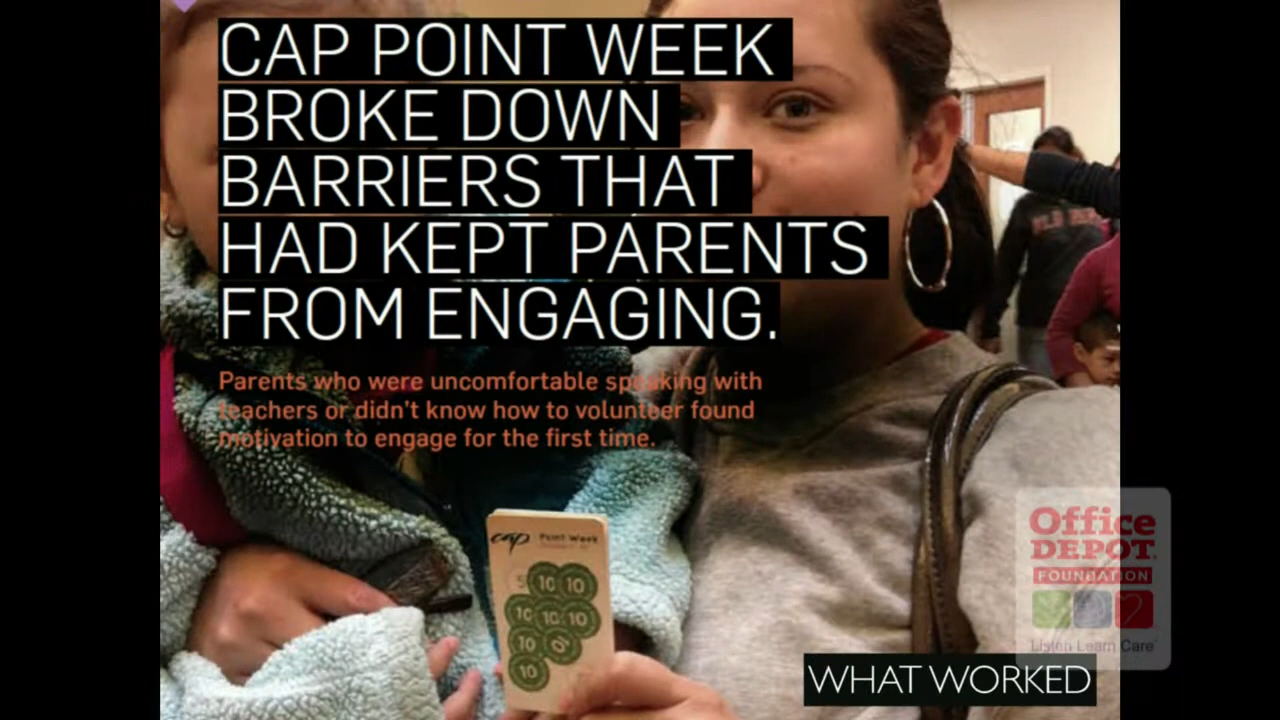 CAP POINT WEEK
BROKE DOWN
BARRIERS THAT
HAD KEPT PARENTS
FROM ENGAGING.
Parents who were uncomfortable speaking with
teachers or didn't know how to volunteer found
motivation to engage for the first time.
cap Point Week
5 10 10
10 10 10
10 10
10
Office
DEPOT
FOUNDATION
Listen Learn Care
WHAT WORKED